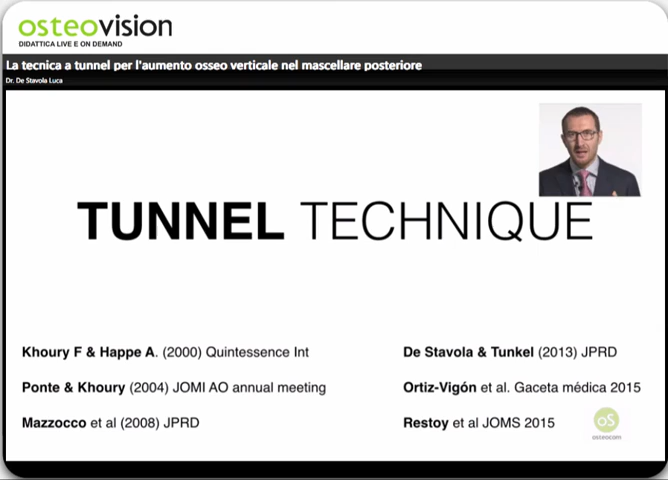 osteovision
DIDATTICA LIVE E ON DEMAND
La tecnica a tunnel per l'aumento osseo verticale nel mascellare posteriore
Dr. De Stavola Luca
TUNNEL TECHNIQUE
Khoury F & Happe A. (2000) Quintessence Int
Ponte & Khoury (2004) JOMI AO annual meeting
Mazzocco et al (2008) JPRD
De Stavola & Tunkel (2013) JPRD
Ortiz-Vigón et al. Gaceta médica 2015
Restoy et al JOMS 2015
oS
osteocom